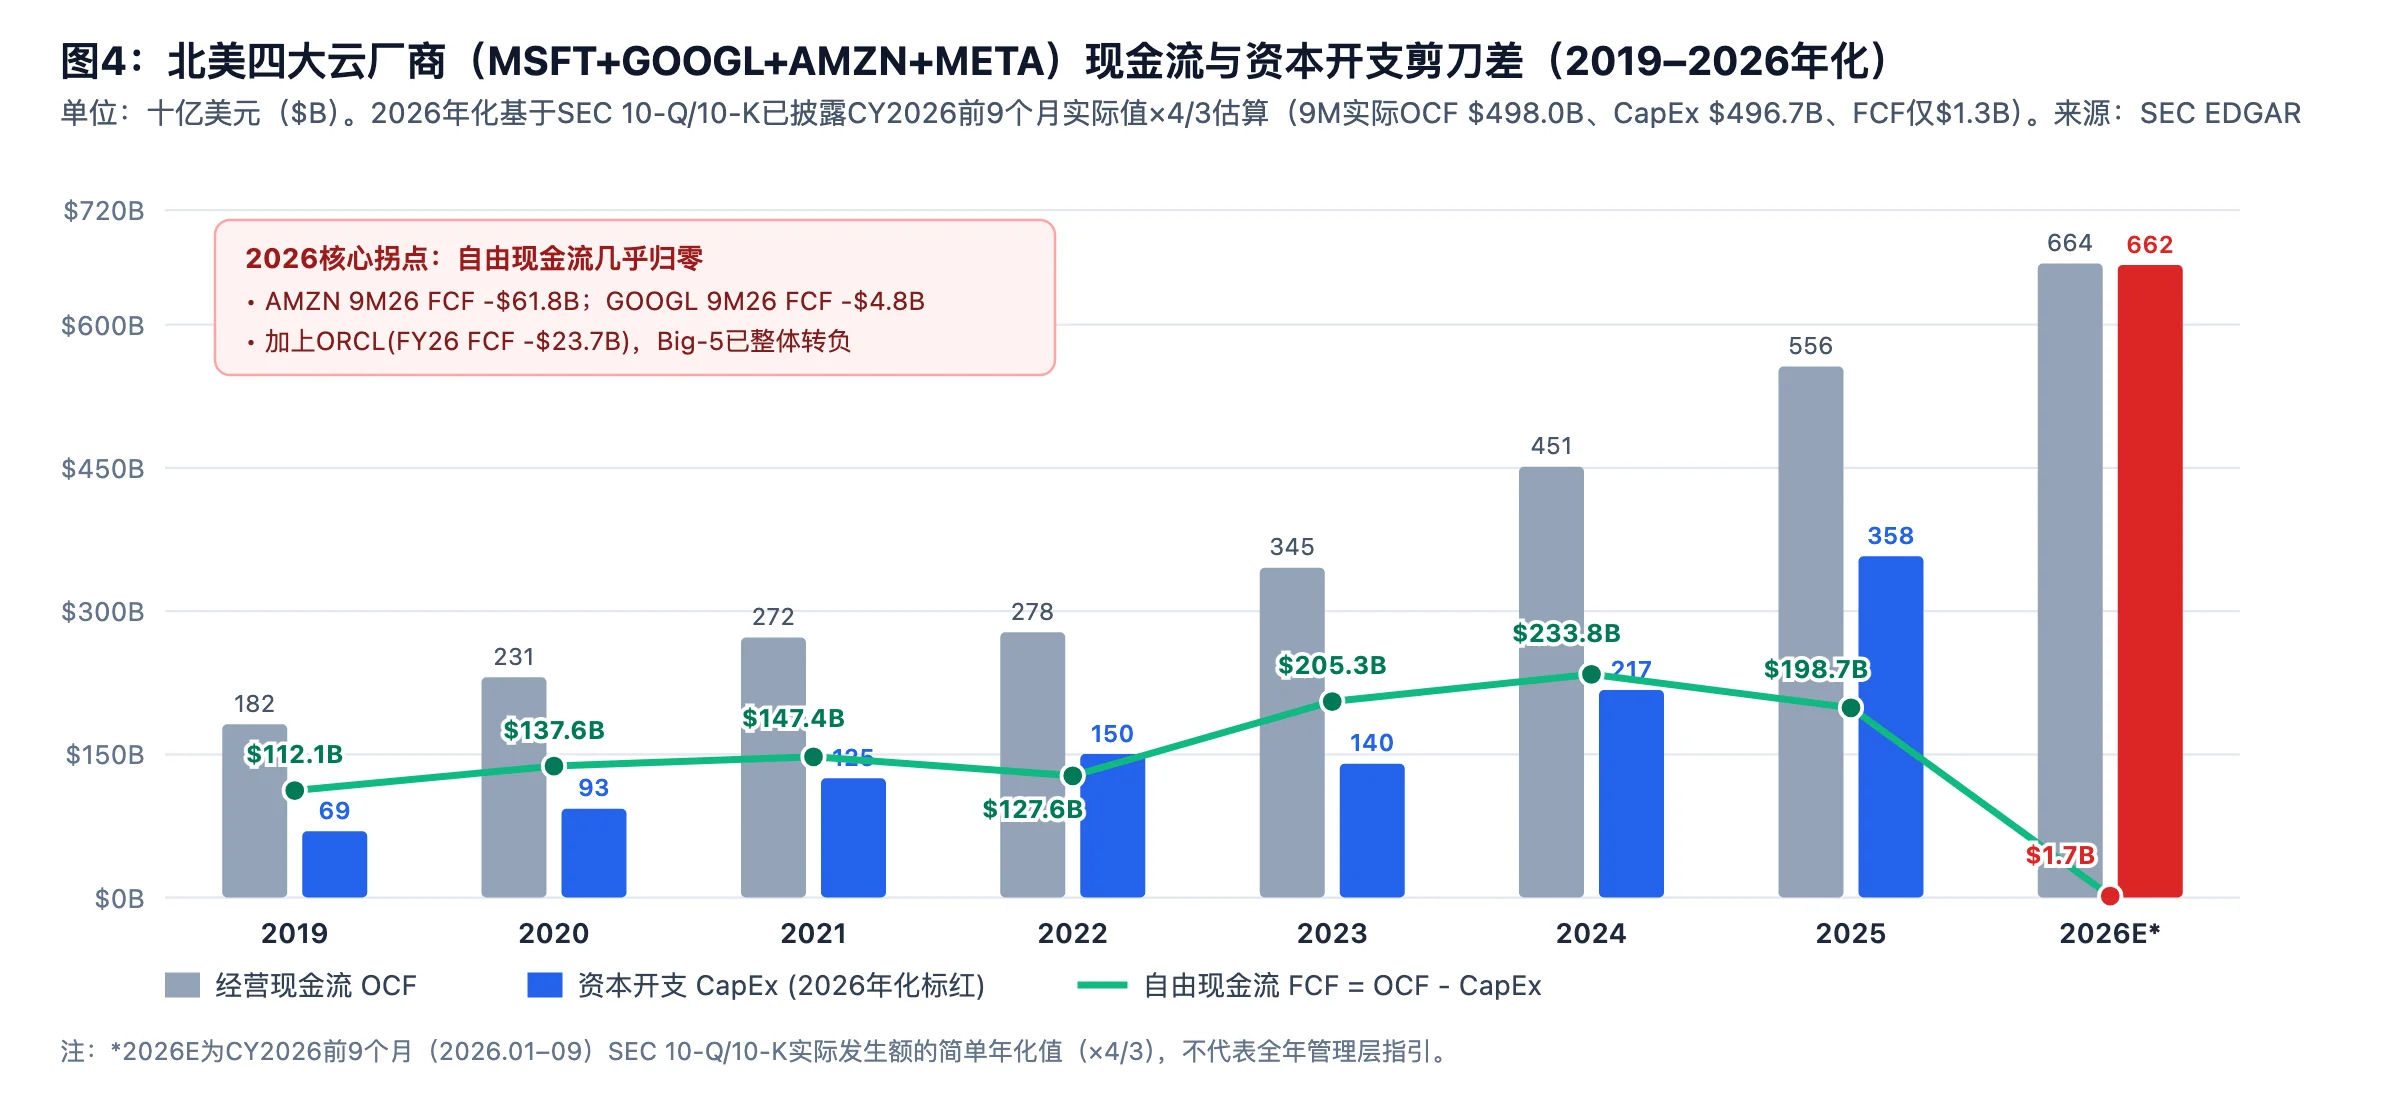 图4：北美四大云厂商（MSFT+GOOGL+AMZN+META）现金流与资本开支剪刀差（2019–2026年化）
单位：十亿美元（$B）。2026年化基于SEC 10-Q/10-K已披露CY2026前9个月实际值×4/3估算（9M实际OCF $498.0B、CapEx $496.7B、FCF仅$1.3B）。来源：SEC EDGAR
$720B
2026核心拐点：自由现金流几乎归零
• AMZN 9M26 FCF -$61.8B；GOOGL 9M26 FCF -$4.8B
• 加上ORCL(FY26 FCF -$23.7B)，Big-5已整体转负
$600B
$450B
$300B
$150B
$0B
182
$112.1B
69
231
$137.6B
93
272
$147.4B
125
278
$127.6B
150
345
$205.3B
140
451
$233.8B
217
556
$198.7B
358
664
662
$1.7B
2019
2020
2021
2022
2023
2024
2025
2026E*
经营现金流 OCF
资本开支 CapEx (2026年化标红)
自由现金流 FCF = OCF - CapEx
注：*2026E为CY2026前9个月（2026.01–09）SEC 10-Q/10-K实际发生额的简单年化值（×4/3），不代表全年管理层指引。